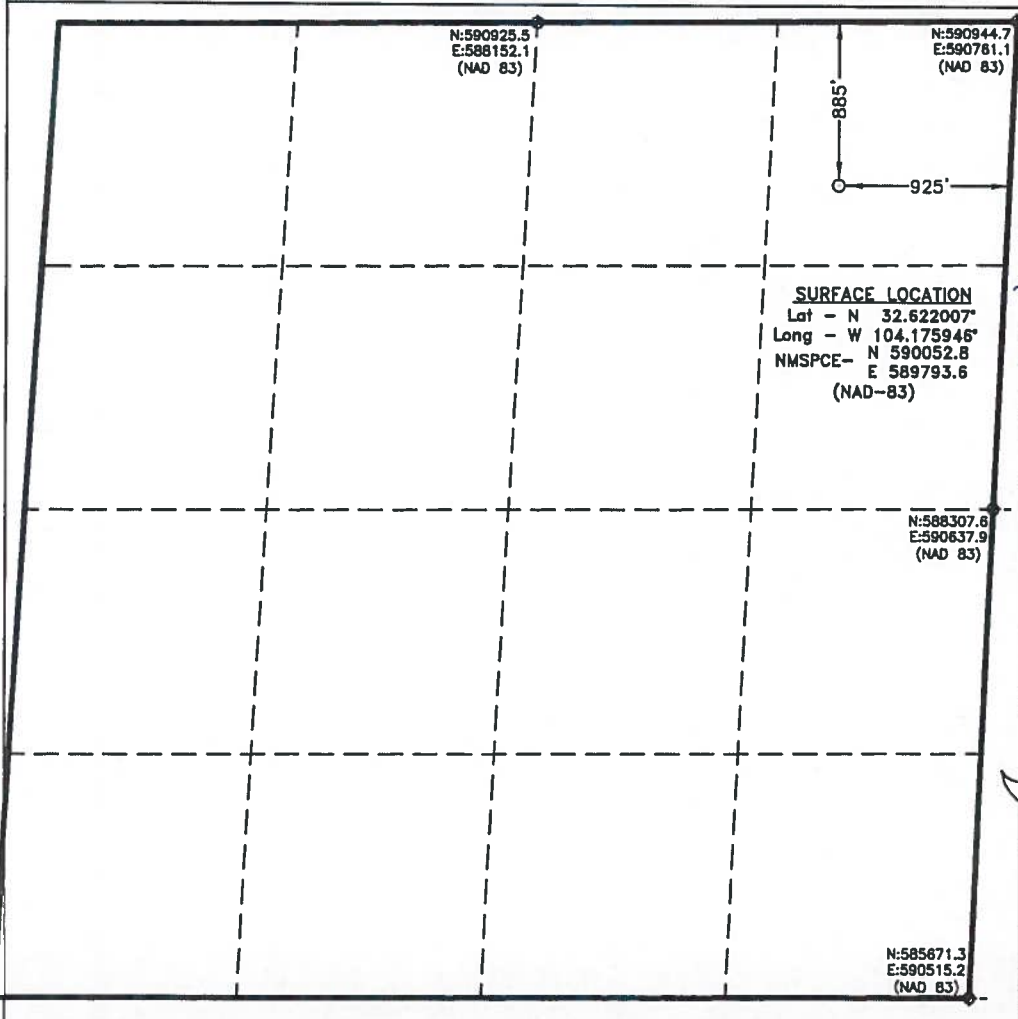 N:590925.5
E:588152.1
(NAD 83)
N:590944.7
E:590761.1
(NAD 83)
885'
925'
SURFACE LOCATION
Lat - N 32.622007°
Long - W 104.175946°
NMSPCE- N 590052.8
E 589793.6
(NAD-83)
N:588307.6
E:590637.9
(NAD 83)
N:585671.3
E:590515.2
(NAD 83)